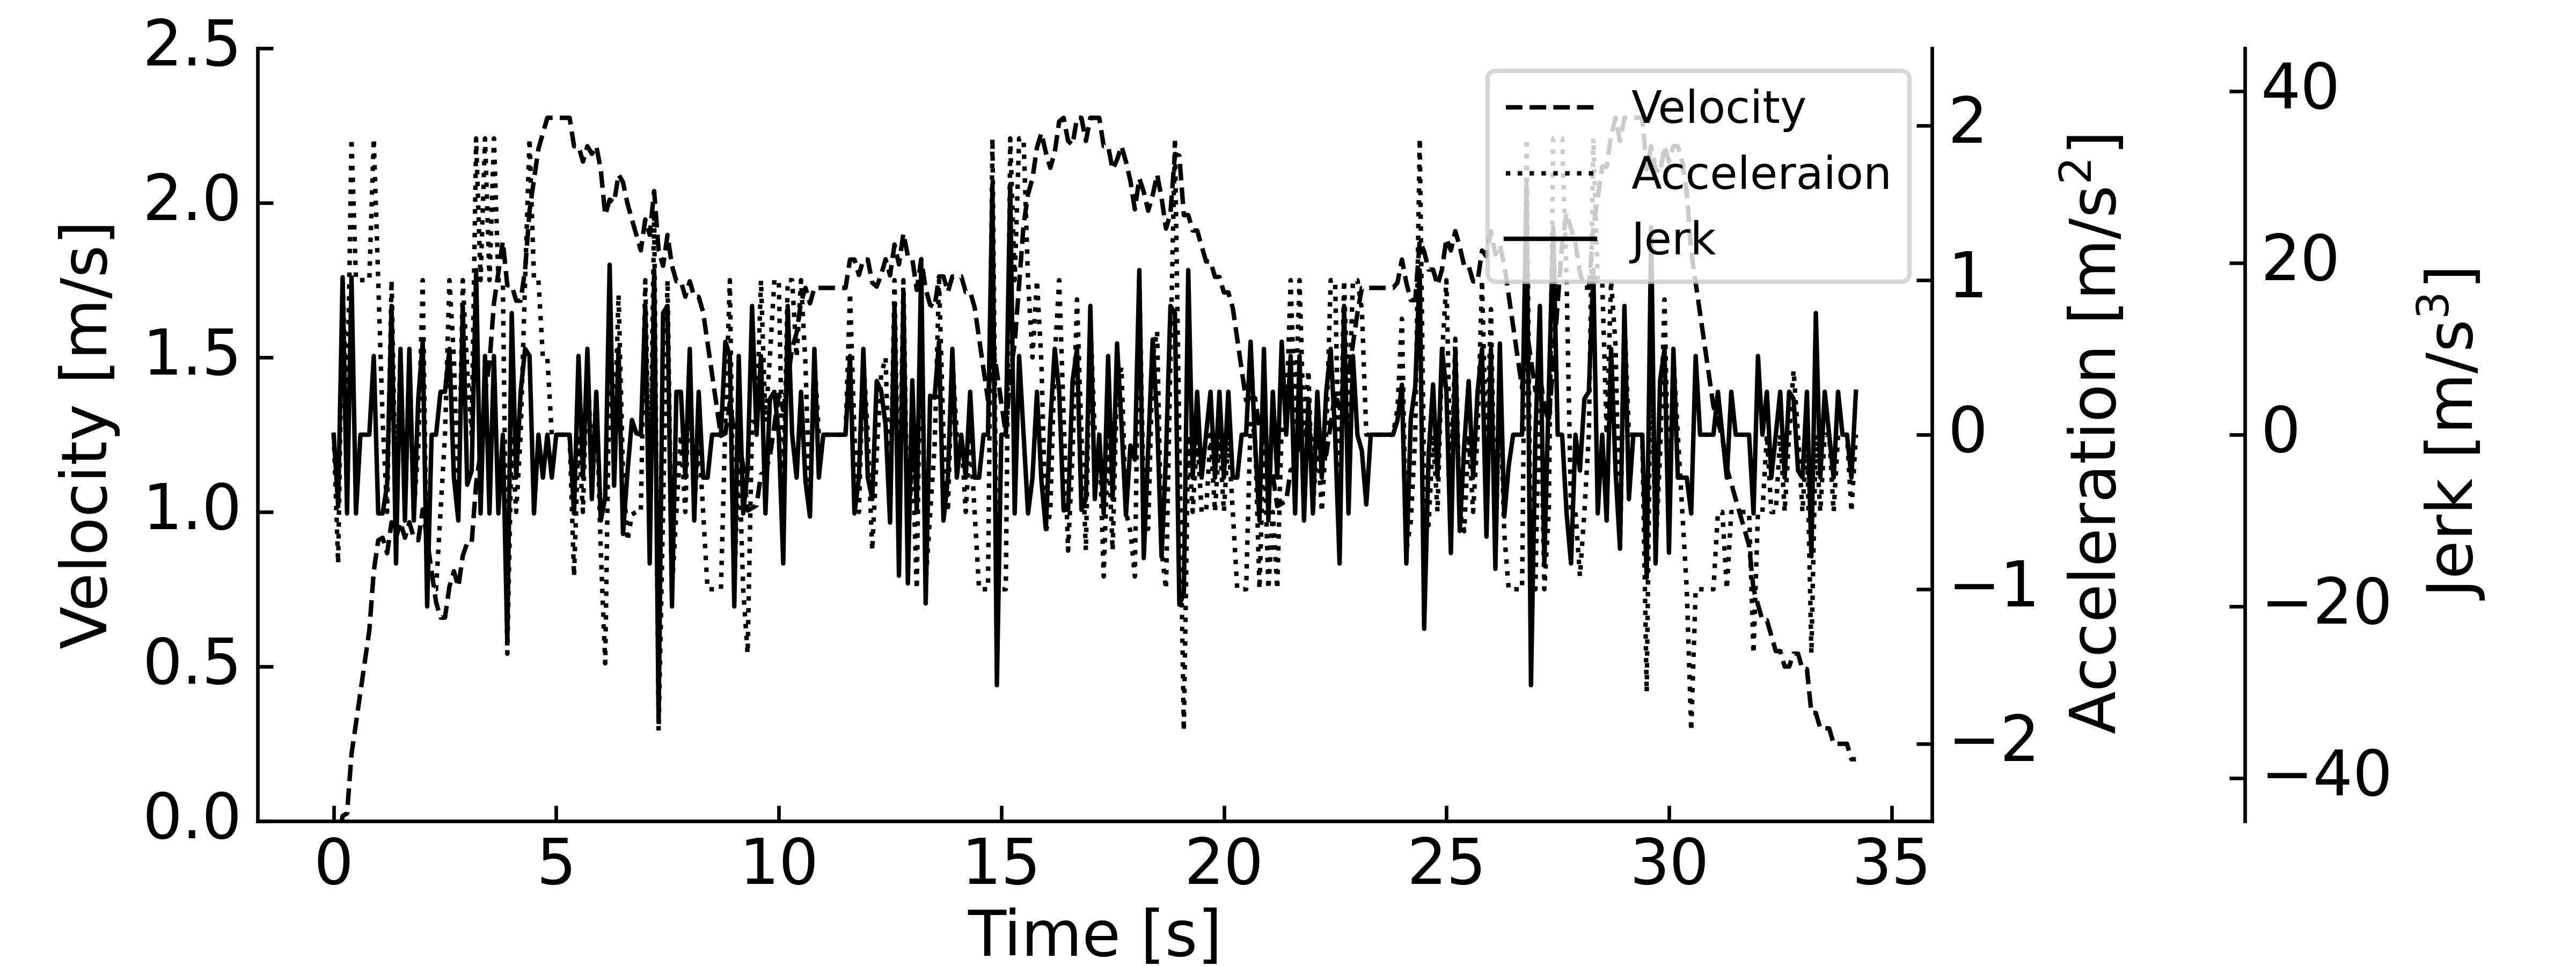 2.5
2.0
1.5
1.0
0.5
0.0
Velocity [m/s]
0 5 10 15 20 25 30 35
Time [s]
Velocity
Acceleraion
Jerk
2
1
0
−1
−2
Acceleration [m/s²]
40
20
0
−20
−40
Jerk [m/s³]